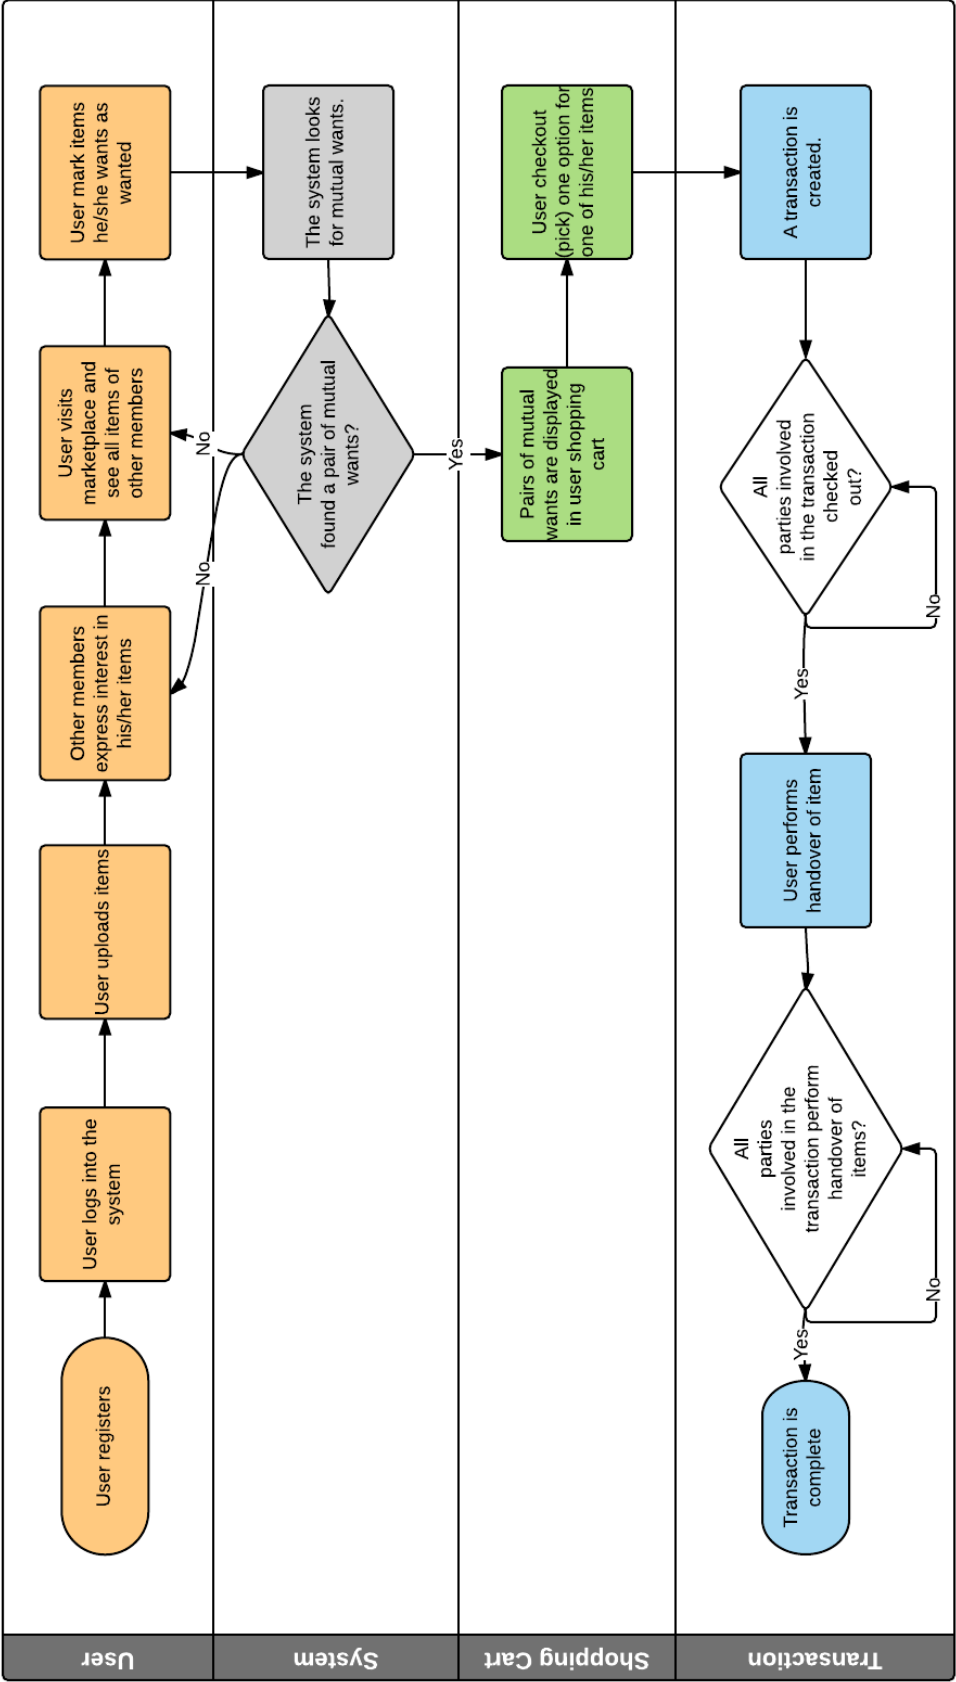 User
User registers
User logs into the
system
User uploads items
Other members
express interest in
his/her items
User visits
marketplace and
see all items of
other members
User mark items
he/she wants as
wanted
System
No
No
The system
found a pair of mutual
wants?
The system looks
for mutual wants.
Yes
Shopping Cart
Pairs of mutual
wants are displayed
in user shopping
cart
User checkout
(pick) one option for
one of his/her items
Transaction
Transaction is
complete
Yes
All
parties
involved in the
transaction perform
handover of
items?
No
User performs
handover of item
Yes
All
parties involved
in the transaction
checked
out?
No
A transaction is
created.